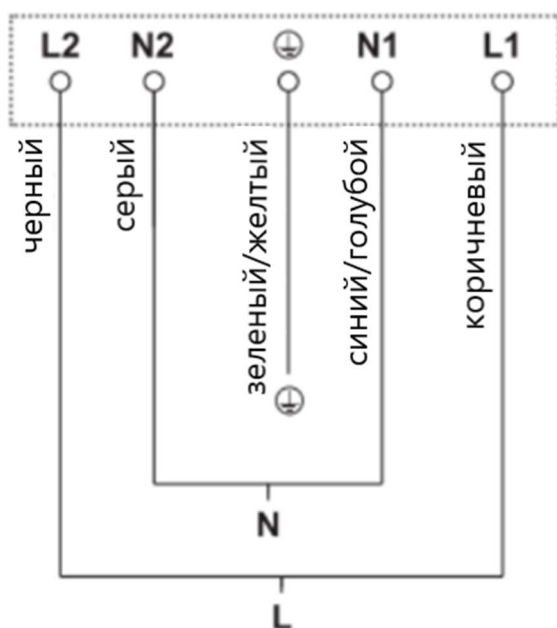 L2 N2 N1 L1
черный
серый
зеленый/желтый
синий/голубой
коричневый
N
L